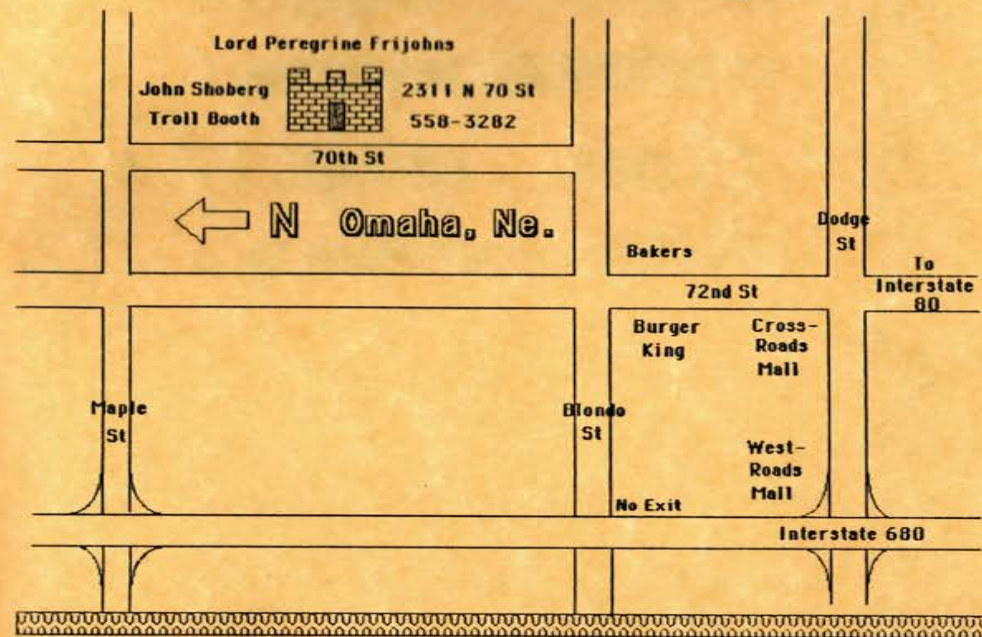 Lord Peregrine Frijohns
John Shoberg 2311 N 70 St
Troll Booth 558-3282
70th St
N Omaha, Ne.
Dodge
St
Bakers
To
Interstate
80
72nd St
Burger
King
Cross-
Roads
Mall
Maple
St
Blondo
St
West-
Roads
Mall
No Exit
Interstate 680